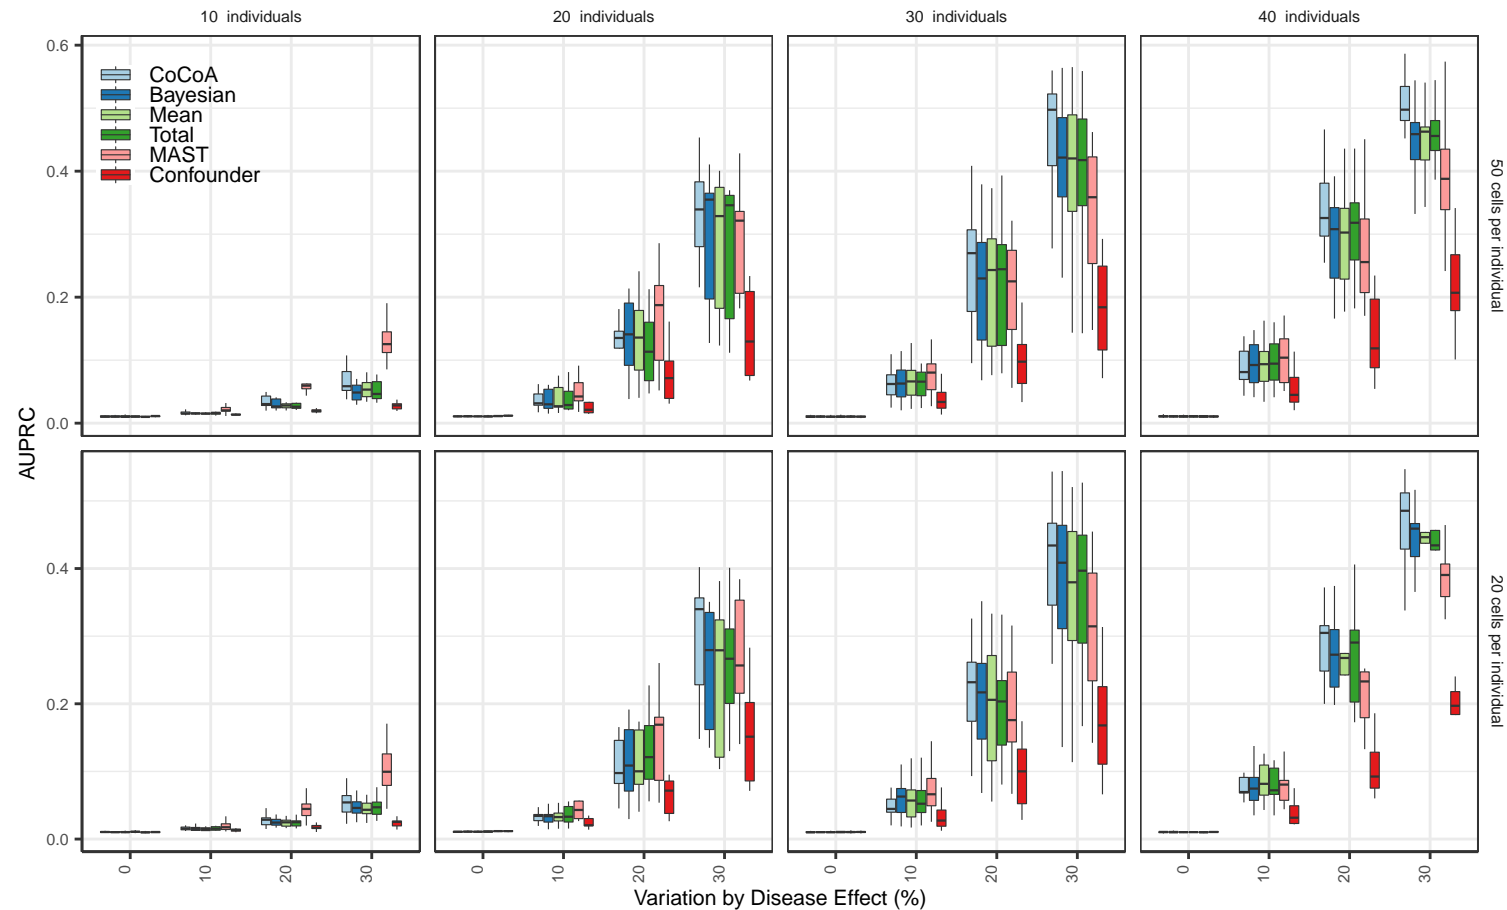 10 individuals
20 individuals
30 individuals
40 individuals
0.6
0.4
0.2
0.0
CoCoA
Bayesian
Mean
Total
MAST
Confounder
50 cells per individual
AUPRC
0.4
0.2
0.0
20 cells per individual
0 10 20 30
0 10 20 30
0 10 20 30
0 10 20 30
Variation by Disease Effect (%)